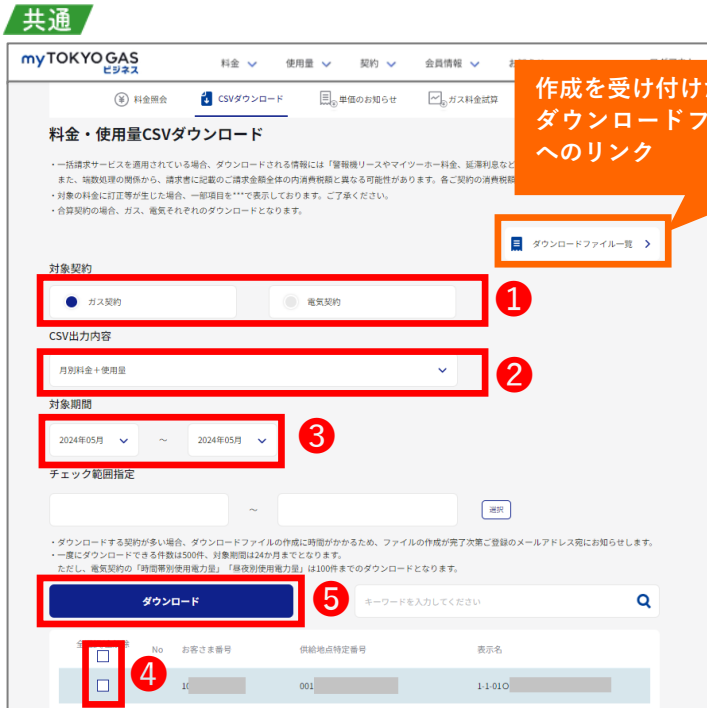 共通
myTOKYO GAS
ビジネス
料金 使用量 契約 会員情報
料金照会 CSVダウンロード 単価のお知らせ ガス料金試算
作成を受け付けた
ダウンロードフ
へのリンク
料金・使用量CSVダウンロード
・一括請求サービスを適用されている場合、ダウンロードされる情報には「警報機リースやマイツーホー料金、延滞利息など
また、端数処理の関係から、請求書に記載のご請求金額全体の内消費税額と異なる可能性があります。各ご契約の消費税額
・対象の料金に訂正等が生じた場合、一部項目を***で表示しております。ご了承ください。
・合算契約の場合、ガス、電気それぞれのダウンロードとなります。
ダウンロードファイル一覧
対象契約
ガス契約 電気契約 1
CSV出力内容
月別料金+使用量 2
対象期間
2024年05月 ~ 2024年05月 3
チェック範囲指定
~ 選択
・ダウンロードする契約が多い場合、ダウンロードファイルの作成に時間がかかるため、ファイルの作成が完了次第ご登録のメールアドレス宛にお知らせします。
・一度にダウンロードできる件数は500件、対象期間は24か月までとなります。
ただし、電気契約の「時間帯別使用電力量」「昼夜別使用電力量」は100件までのダウンロードとなります。
ダウンロード 5 キーワードを入力してください
No お客さま番号 供給地点特定番号 表示名
4 10 001 1-1-01O